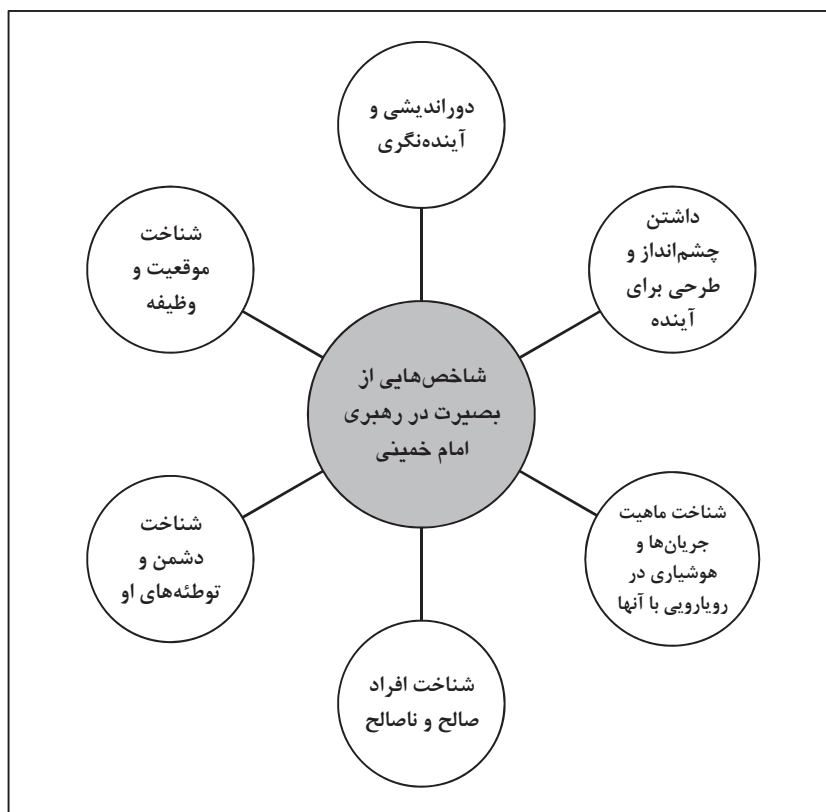 دوراندیشی و
آینده‌نگری
داشتن
چشم‌انداز و
طرحی برای
آینده
شناخت
موقعیت و
وظیفه
شاخص‌هایی از
بصیرت در رهبری
امام خمینی
شناخت ماهیت
جریان‌ها و
هوشیاری در
رویارویی با آنها
شناخت
دشمن و
توطئه‌های او
شناخت افراد
صالح و ناصالح